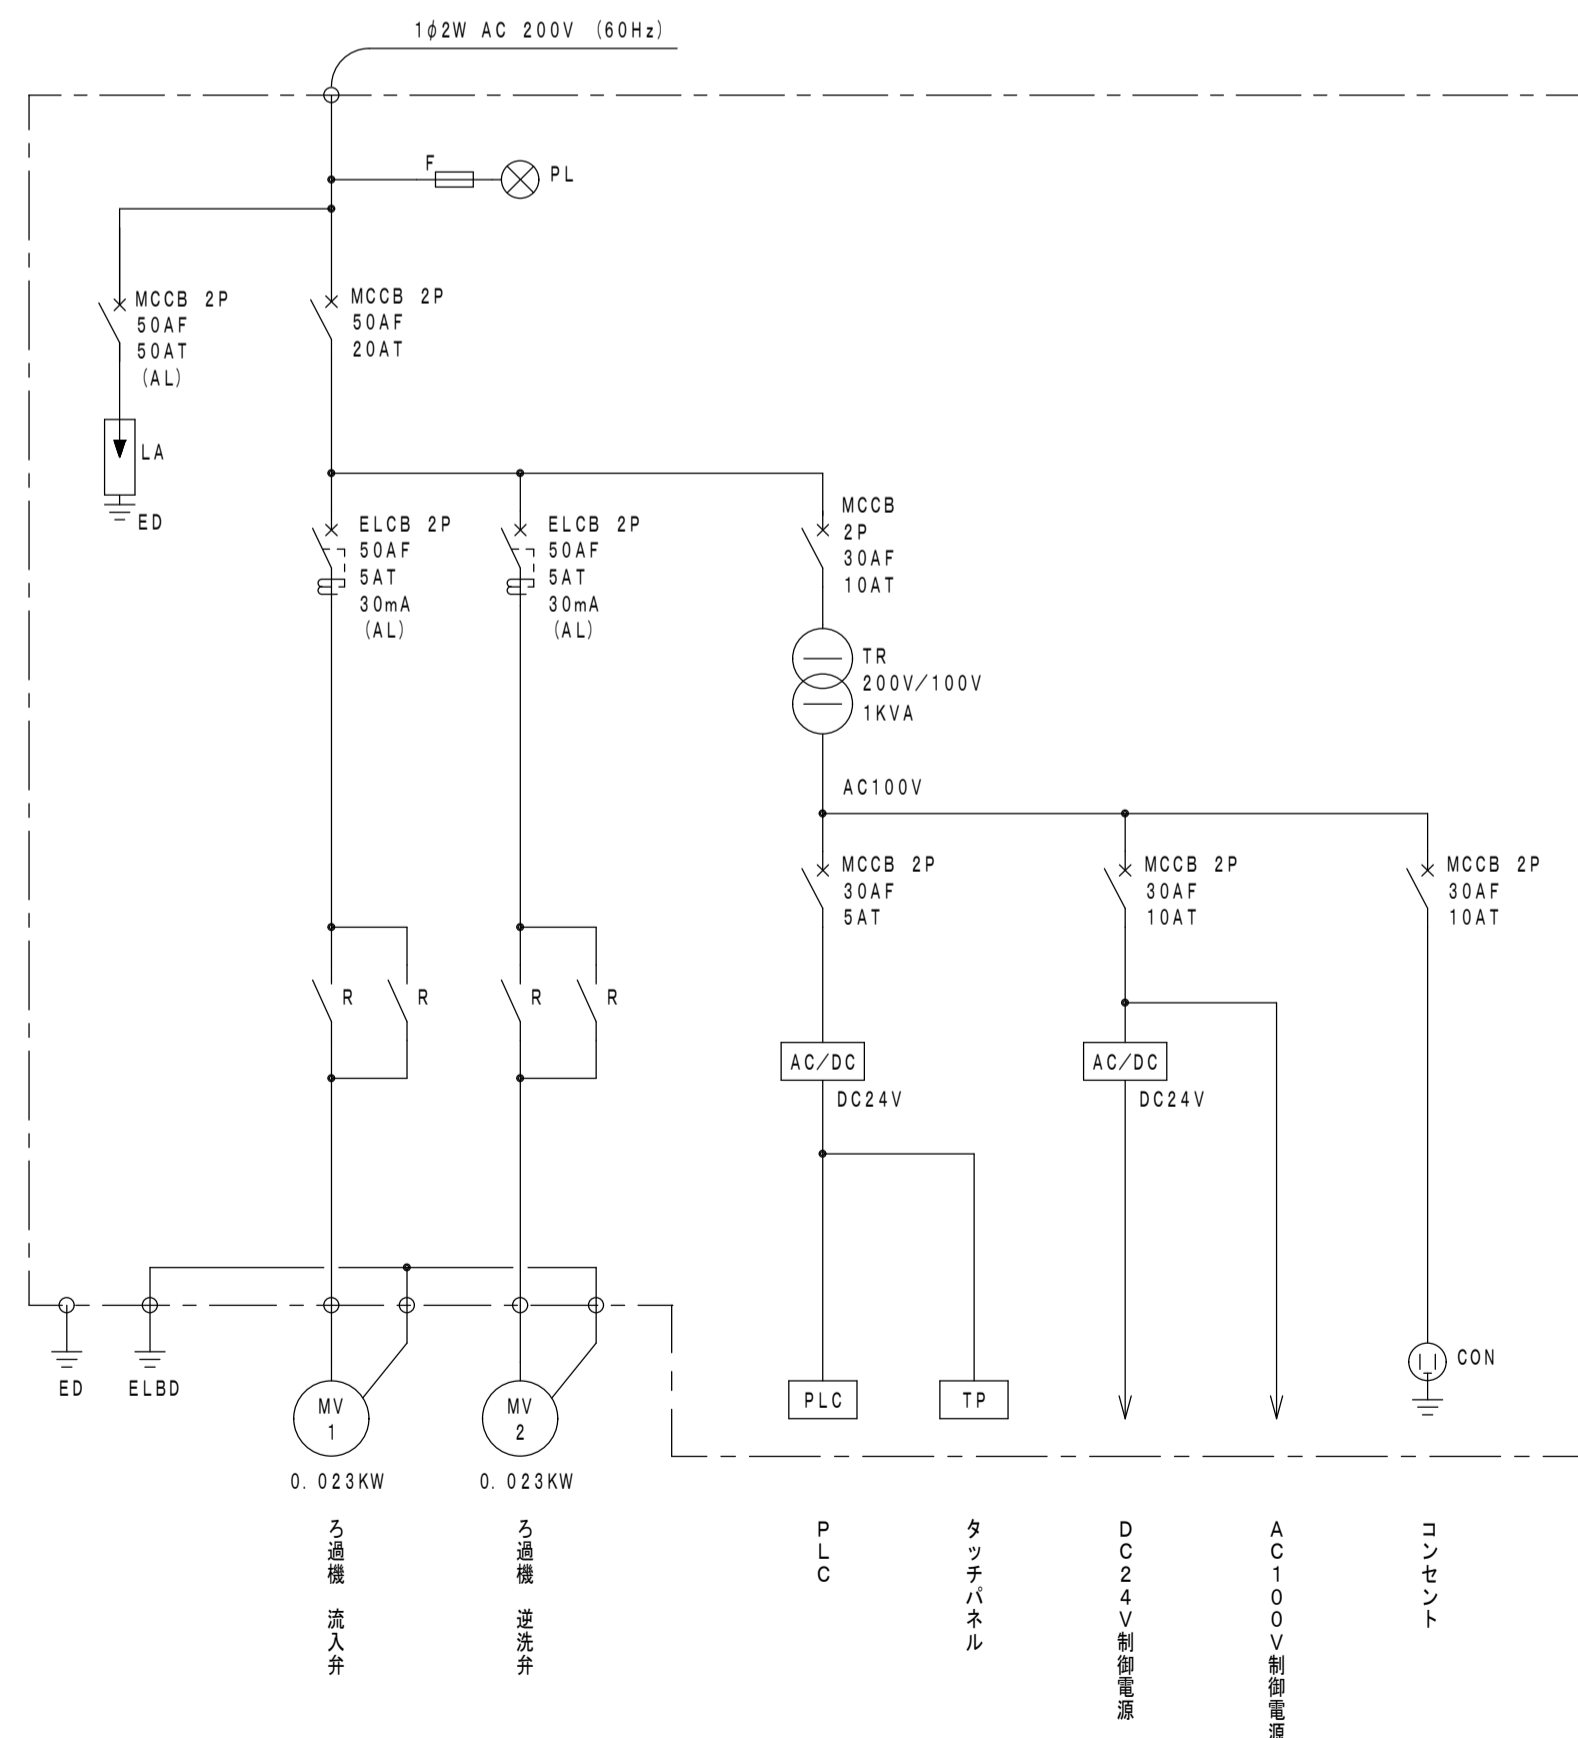 1φ2W AC 200V (60Hz)
F
PL
MCCB 2P
50AF
50AT
(AL)
MCCB 2P
50AF
20AT
LA
ED
ELCB 2P
50AF
5AT
30mA
(AL)
ELCB 2P
50AF
5AT
30mA
(AL)
MCCB
2P
30AF
10AT
TR
200V/100V
1KVA
AC100V
MCCB 2P
30AF
5AT
MCCB 2P
30AF
10AT
MCCB 2P
30AF
10AT
R
R
R
R
AC/DC
DC24V
AC/DC
DC24V
ED
ELBD
MV
1
0.023KW
MV
2
0.023KW
PLC
TP
CON
ろ過機 流入弁
ろ過機 逆洗弁
PLC
タッチパネル
DC24V制御電源
AC100V制御電源
コンセント